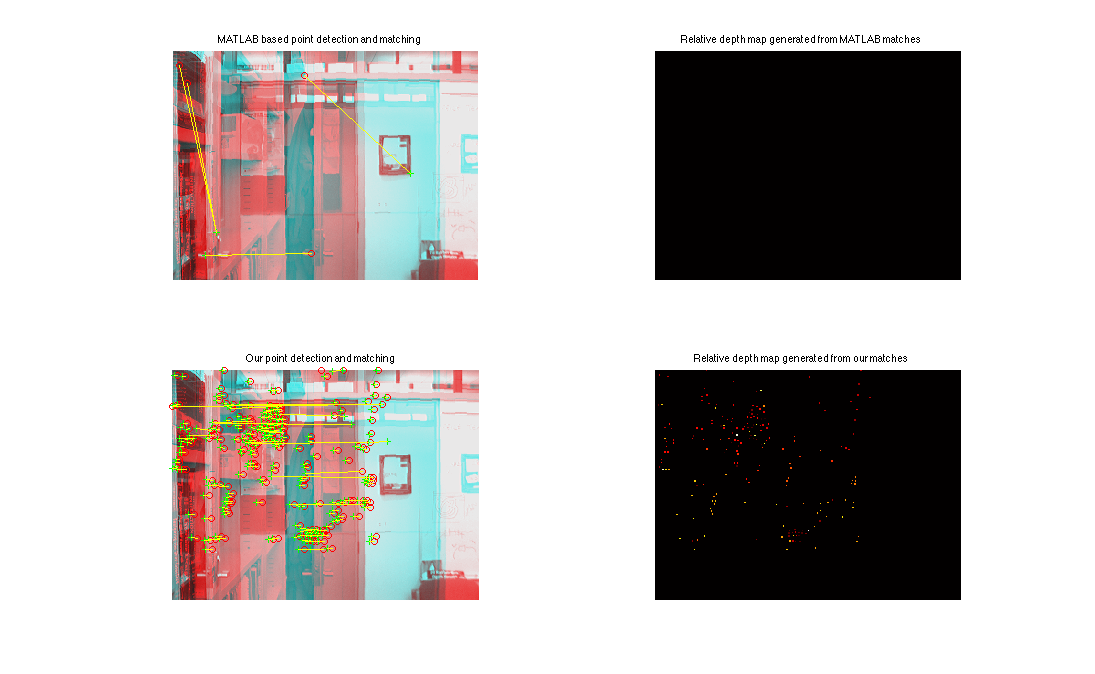 MATLAB based point detection and matching
Relative depth map generated from MATLAB matches
Our point detection and matching
Relative depth map generated from our matches